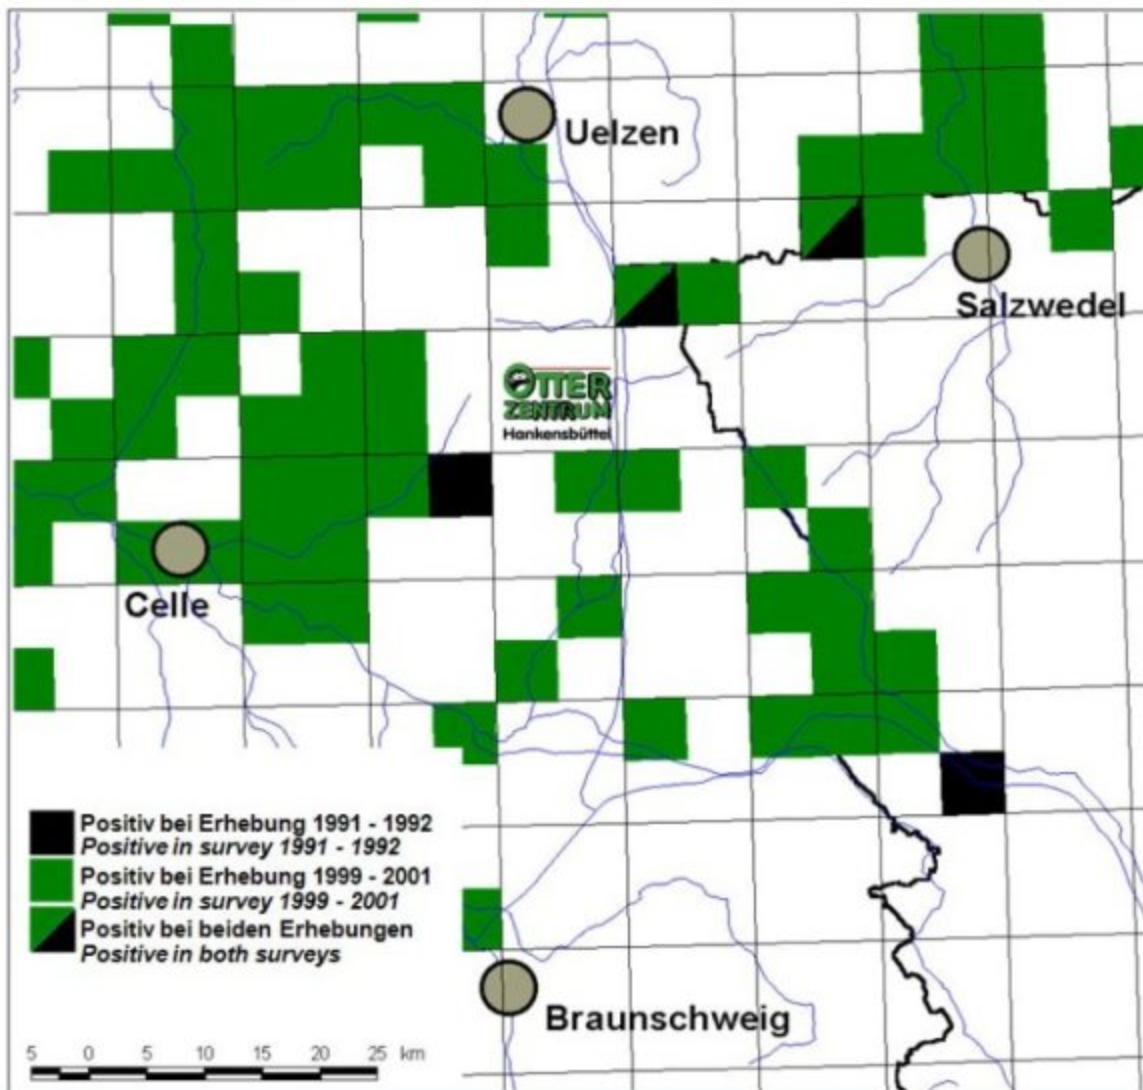 Uelzen
Salzwedel
OTTER
ZENTRUM
Hankensbüttel
Celle
Positiv bei Erhebung 1991 - 1992
Positive in survey 1991 - 1992
Positiv bei Erhebung 1999 - 2001
Positive in survey 1999 - 2001
Positiv bei beiden Erhebungen
Positive in both surveys
Braunschweig
5 0 5 10 15 20 25 km